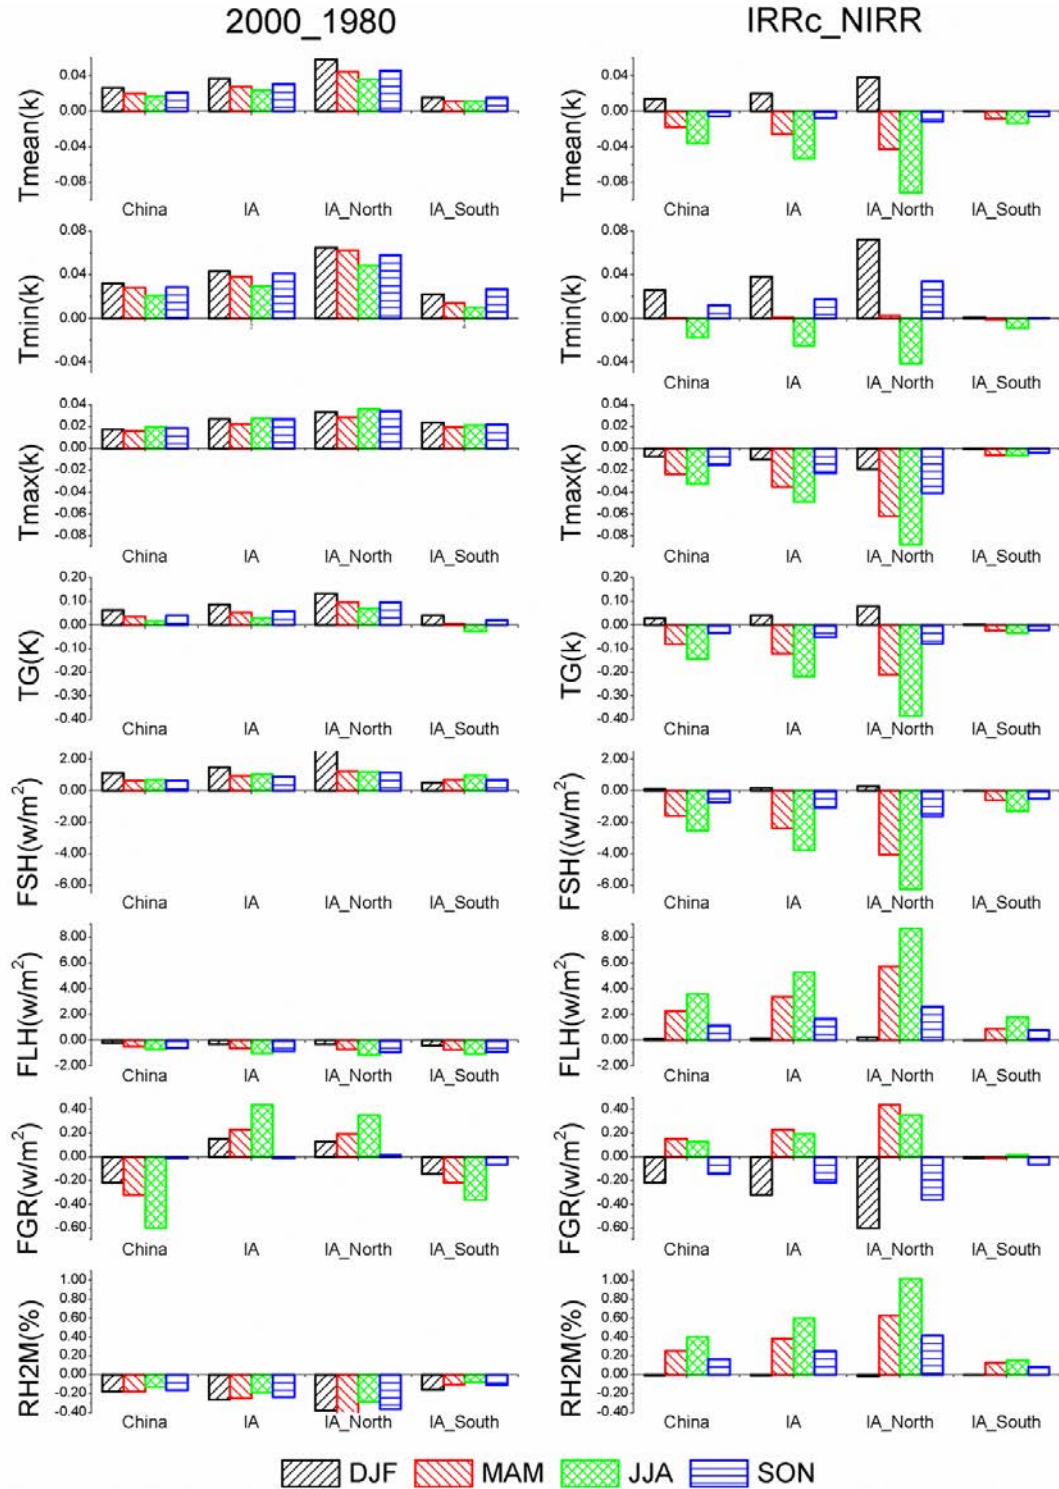 2000_1980 IRRc_NIRR
Tmean(k)
0.04
0.00
-0.04
-0.08
China IA IA_North IA_South
Tmean(k)
0.04
0.00
-0.04
-0.08
China IA IA_North IA_South
Tmin(k)
0.08
0.04
0.00
-0.04
Tmin(k)
0.08
0.04
0.00
-0.04
China IA IA_North IA_South
Tmax(k)
0.04
0.02
0.00
-0.02
-0.04
-0.06
-0.08
China IA IA_North IA_South
Tmax(k)
0.04
0.02
0.00
-0.02
-0.04
-0.06
-0.08
China IA IA_North IA_South
TG(K)
0.20
0.10
0.00
-0.10
-0.20
-0.30
-0.40
China IA IA_North IA_South
TG(k)
0.20
0.10
0.00
-0.10
-0.20
-0.30
-0.40
China IA IA_North IA_South
FSH(w/m²)
2.00
0.00
-2.00
-4.00
-6.00
China IA IA_North IA_South
FSH((w/m²)
2.00
0.00
-2.00
-4.00
-6.00
China IA IA_North IA_South
FLH(w/m²)
8.00
6.00
4.00
2.00
0.00
-2.00
China IA IA_North IA_South
FLH(w/m²)
8.00
6.00
4.00
2.00
0.00
-2.00
China IA IA_North IA_South
FGR(w/m²)
0.40
0.20
0.00
-0.20
-0.40
-0.60
China IA IA_North IA_South
FGR(w/m²)
0.40
0.20
0.00
-0.20
-0.40
-0.60
China IA IA_North IA_South
RH2M(%)
1.00
0.80
0.60
0.40
0.20
0.00
-0.20
-0.40
China IA IA_North IA_South
RH2M(%)
1.00
0.80
0.60
0.40
0.20
0.00
-0.20
-0.40
China IA IA_North IA_South
DJF MAM JJA SON